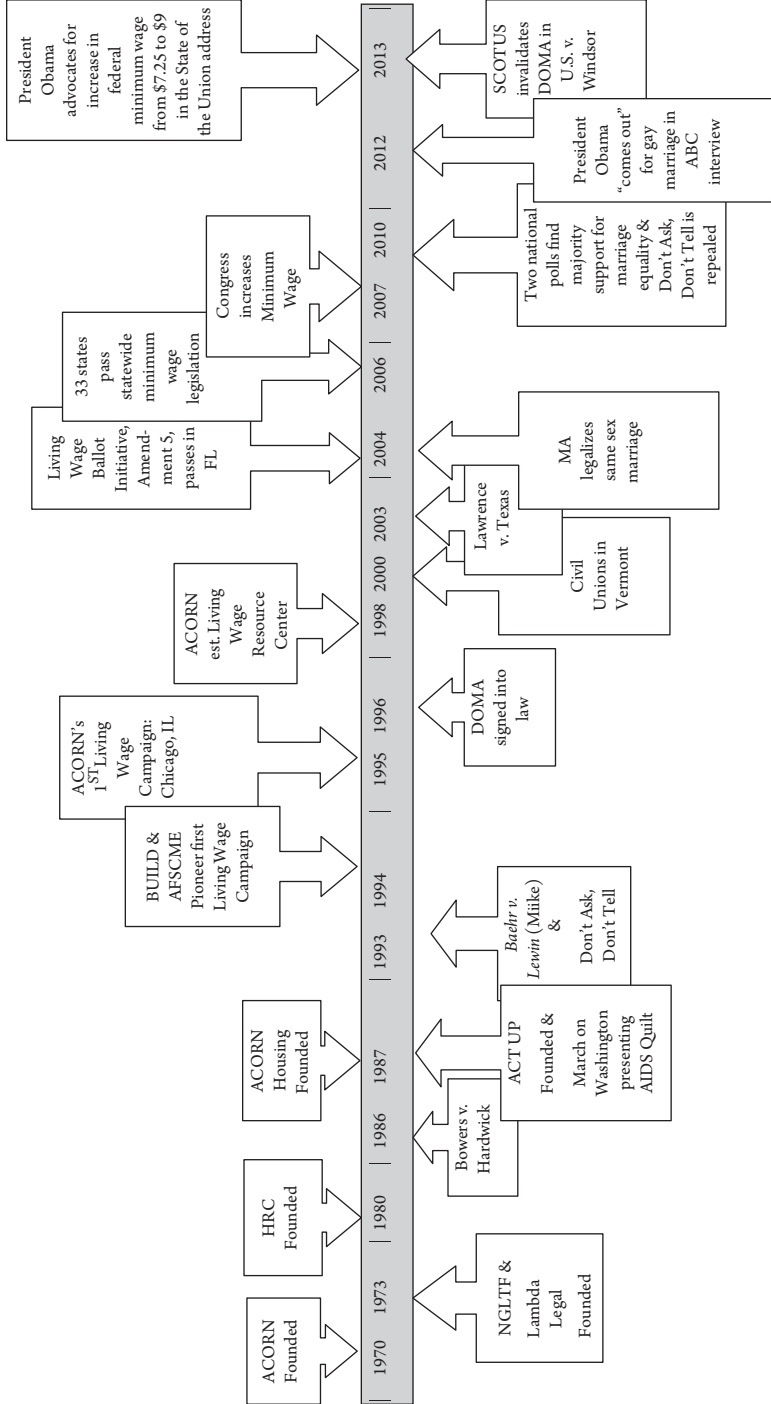 ACORN
Founded
HRC
Founded
ACORN
Housing
Founded
BUILD &
AFSCME
Pioneer first
Living Wage
Campaign
ACORN's
1ST Living
Wage
Campaign:
Chicago, IL
ACORN
est. Living
Wage
Resource
Center
Living
Wage
Ballot
Initiative,
Amend-
ment 5,
passes in
FL
33 states
pass
statewide
minimum
wage
legislation
Congress
increases
Minimum
Wage
President
Obama
advocates for
increase in
federal
minimum wage
from $7.25 to $9
in the State of
the Union address
1970
1973
1980
1986
1987
1993
1994
1995
1996
1998
2000
2003
2004
2006
2007
2010
2012
2013
NGLTF &
Lambda
Legal
Founded
Bowers v.
Hardwick
ACT UP
Founded &
March on
Washington
presenting
AIDS Quilt
Baehr v.
Lewin (Miike)
&
Don't Ask,
Don't Tell
DOMA
signed into
law
Civil
Unions in
Vermont
Lawrence
v. Texas
MA
legalizes
same sex
marriage
Two national
polls find
majority
support for
marriage
equality &
Don't Ask,
Don't Tell is
repealed
President
Obama
"comes out"
for gay
marriage in
ABC
interview
SCOTUS
invalidates
DOMA in
U.S. v.
Windsor